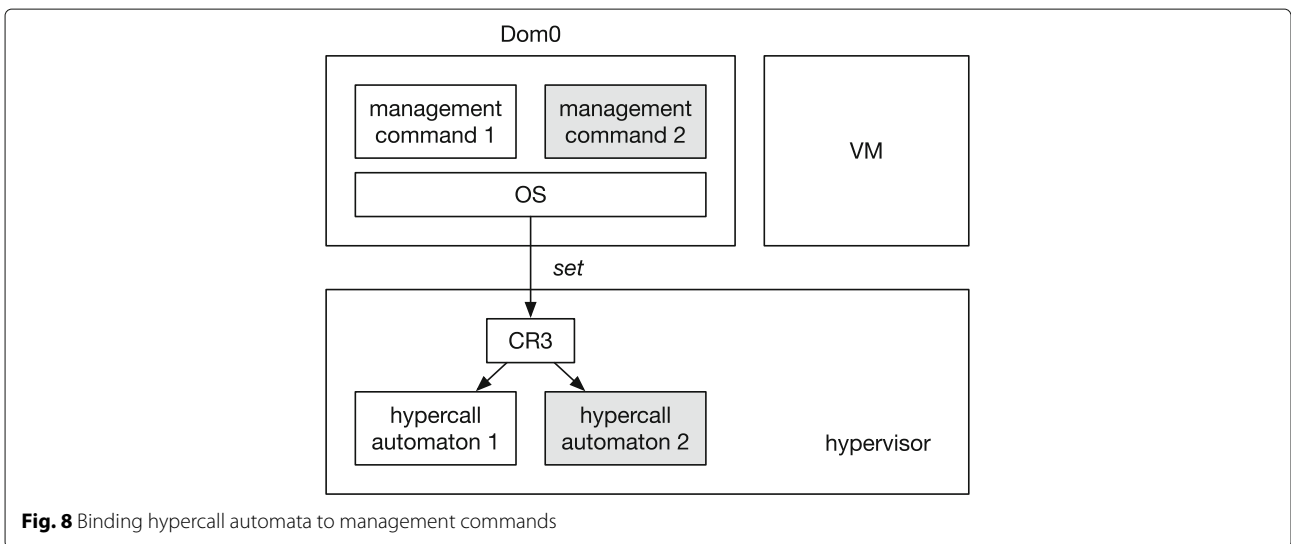 Dom0
management
command 1
management
command 2
VM
OS
set
CR3
hypercall
automaton 1
hypercall
automaton 2
hypervisor
Fig. 8 Binding hypercall automata to management commands